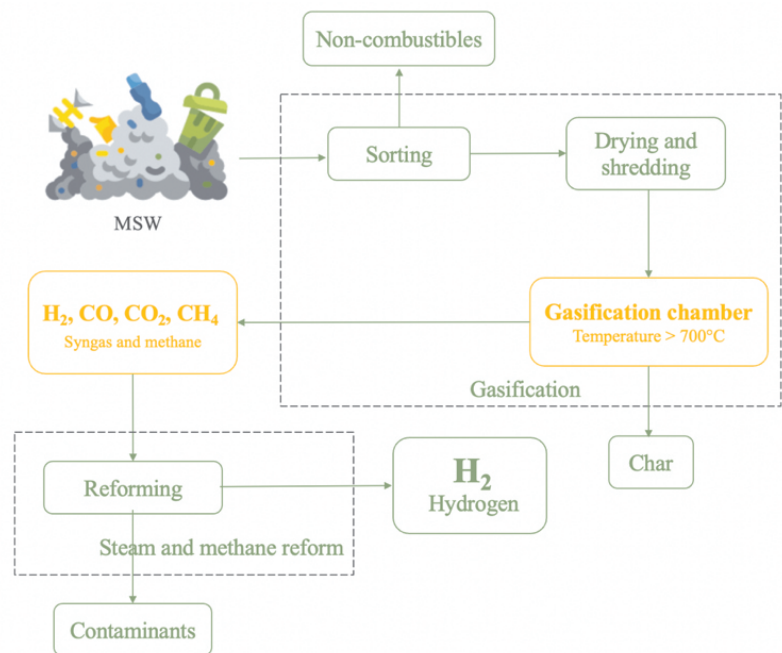 Non-combustibles
Sorting
Drying and
shredding
MSW
H₂, CO, CO₂, CH₄
Syngas and methane
Gasification chamber
Temperature > 700°C
Gasification
Char
Reforming
H₂
Hydrogen
Steam and methane reform
Contaminants